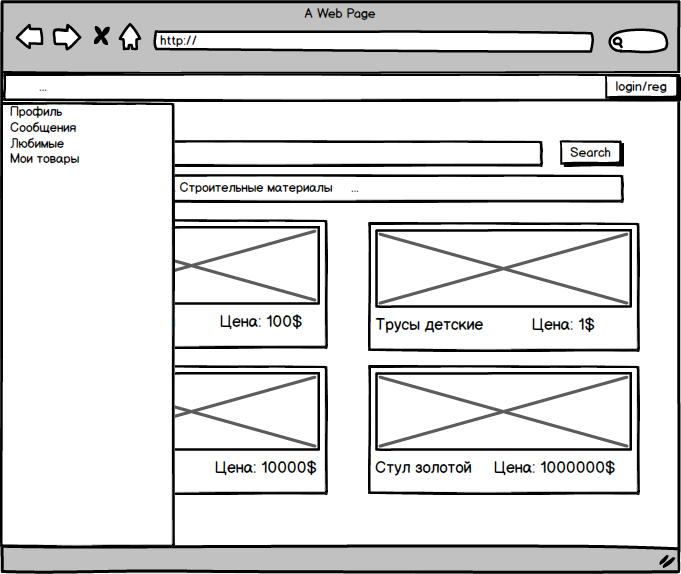 A Web Page
http://
...
login/reg
Профиль
Сообщения
Любимые
Мои товары
Search
Строительные материалы ...
Цена: 100$
Трусы детские Цена: 1$
Цена: 10000$
Стул золотой Цена: 1000000$